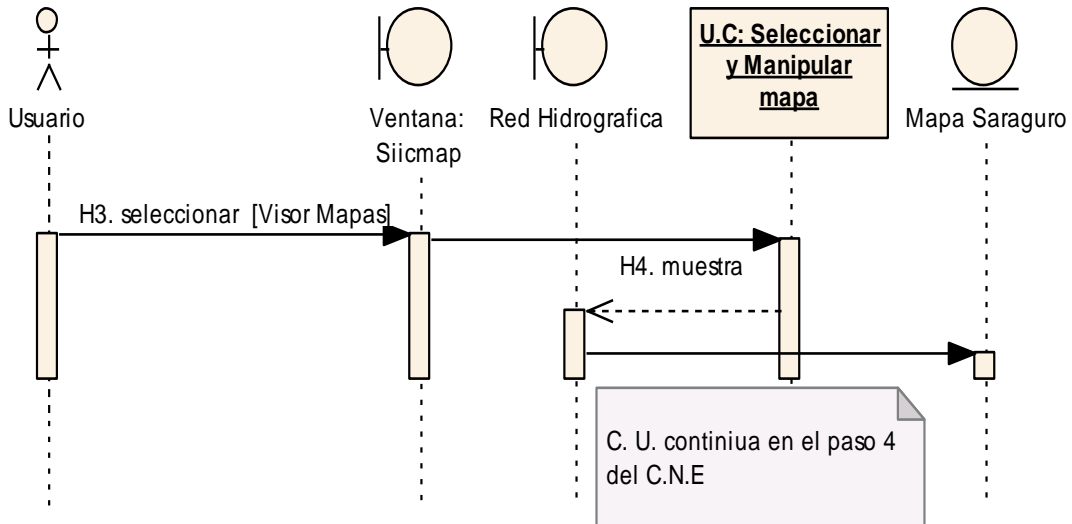 U.C: Seleccionar
y Manipular
mapa
Usuario
Ventana:
Siicmap
Red Hidrografica
Mapa Saraguro
H3. seleccionar [Visor Mapas]
H4. muestra
C. U. continiua en el paso 4
del C.N.E